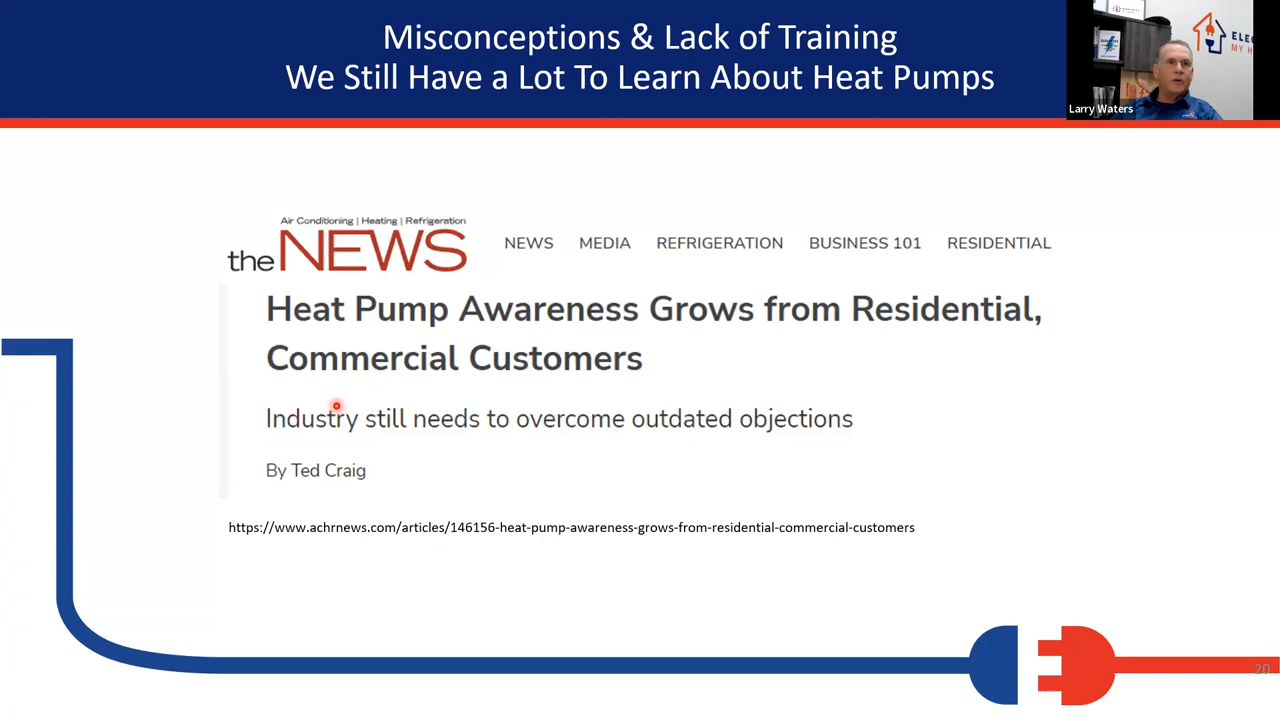 Misconceptions & Lack of Training
We Still Have a Lot To Learn About Heat Pumps
ELEC
MY H
Larry Waters
Air Conditioning | Heating | Refrigeration
the NEWS
NEWS MEDIA REFRIGERATION BUSINESS 101 RESIDENTIAL
Heat Pump Awareness Grows from Residential,
Commercial Customers
Industry still needs to overcome outdated objections
By Ted Craig
https://www.achrnews.com/articles/146156-heat-pump-awareness-grows-from-residential-commercial-customers
20